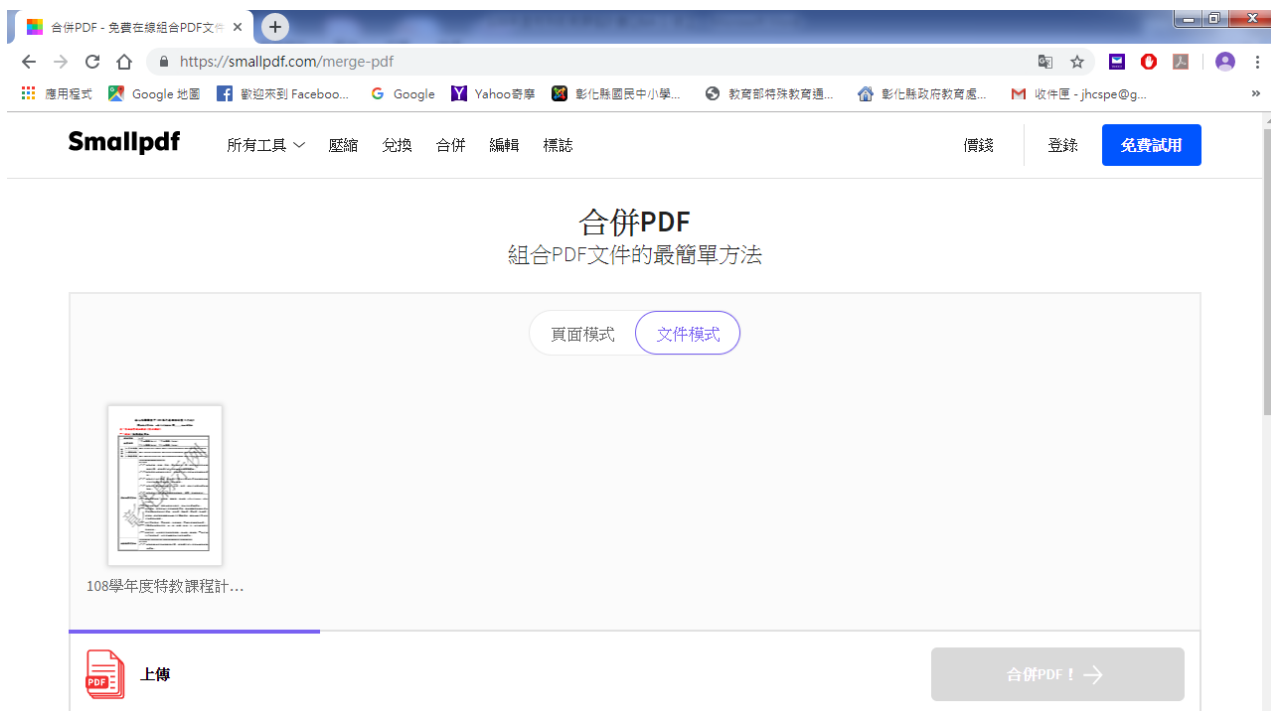 合併PDF - 免費在線組合PDF文件
https://smallpdf.com/merge-pdf
應用程式 Google 地圖 歡迎來到 Faceboo... Google Yahoo奇摩 彰化縣國民中小學... 教育部特殊教育通... 彰化縣政府教育處... 收件匣 - jhcspe@g... »
Smallpdf 所有工具 壓縮 兌換 合併 編輯 標誌 價錢 登錄 免費試用
合併PDF
組合PDF文件的最簡單方法
頁面模式 文件模式
108學年度特教課程計...
PDF 上傳 合併PDF！